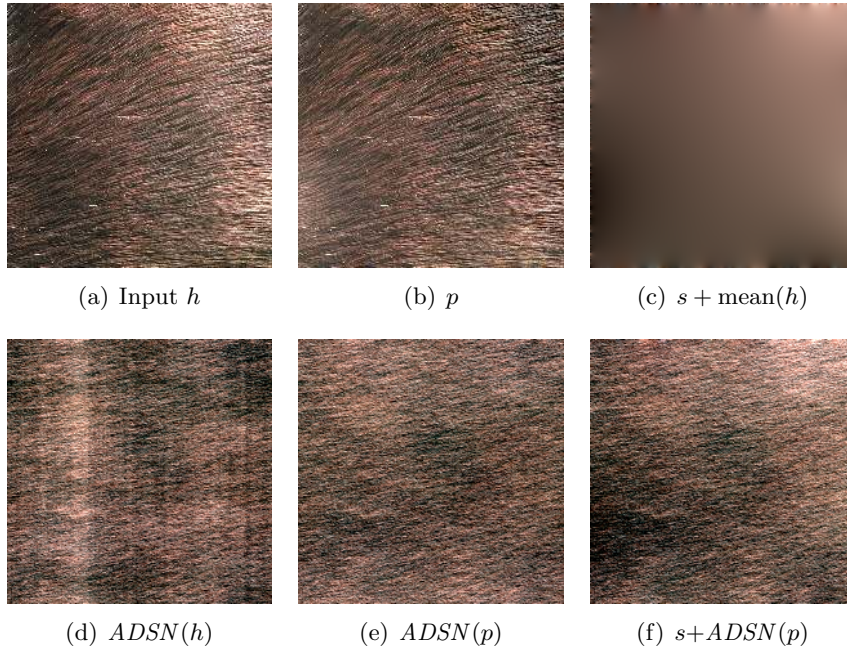 (a) Input h
(b) p
(c) s + mean(h)
(d) ADSN(h)
(e) ADSN(p)
(f) s+ADSN(p)